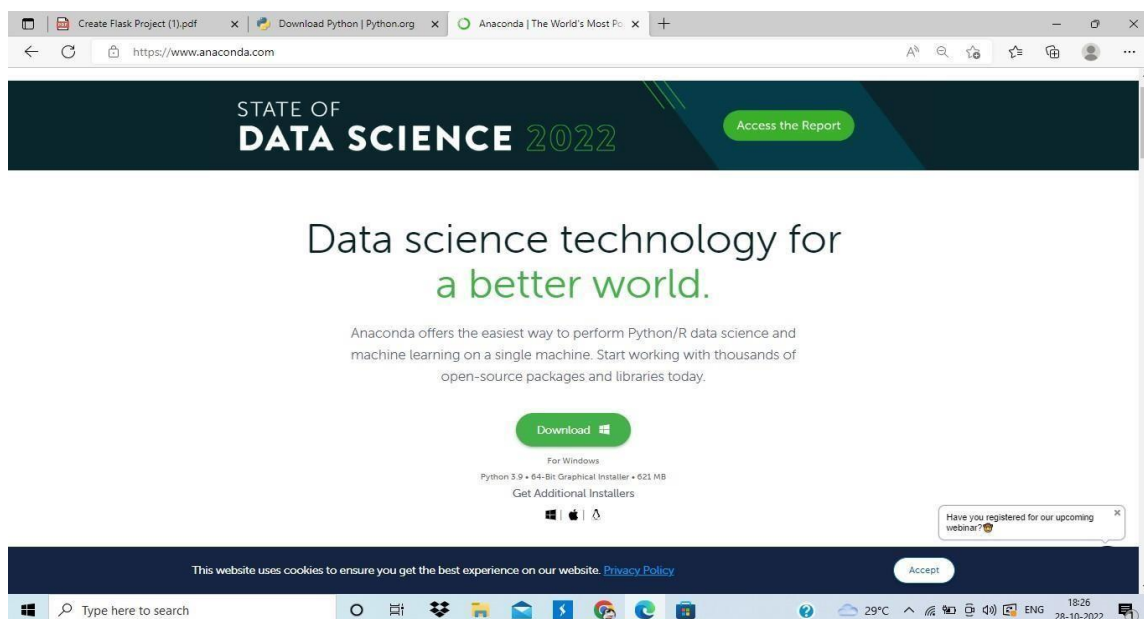 Create Flask Project (1).pdf
Download Python | Python.org
Anaconda | The World's Most Po
https://www.anaconda.com
STATE OF
DATA SCIENCE 2022
Access the Report
Data science technology for
a better world.
Anaconda offers the easiest way to perform Python/R data science and
machine learning on a single machine. Start working with thousands of
open-source packages and libraries today.
Download
For Windows
Python 3.9 • 64-Bit Graphical Installer • 621 MB
Get Additional Installers
Have you registered for our upcoming
webinar?🤓
This website uses cookies to ensure you get the best experience on our website. Privacy Policy
Accept
Type here to search
29°C
ENG
18:26
28-10-2022